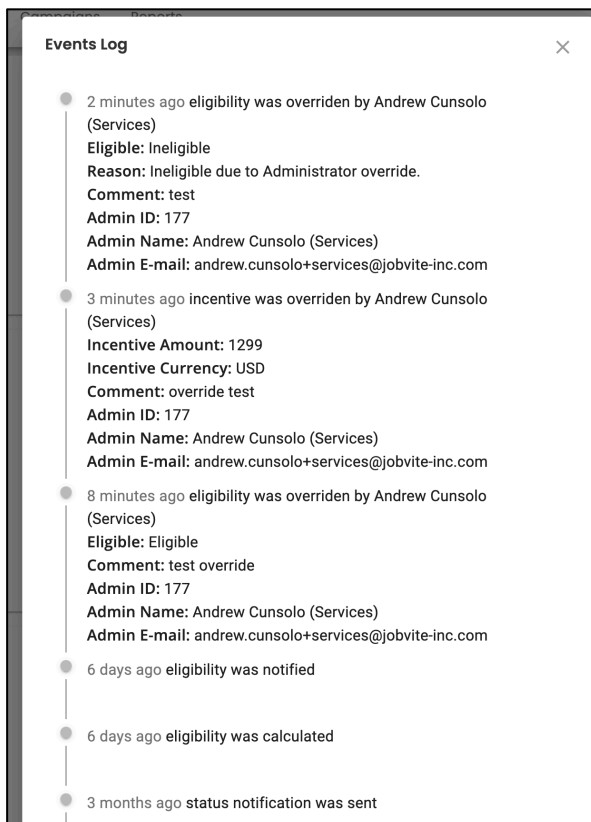 Campaigns Reports
Events Log
2 minutes ago eligibility was overriden by Andrew Cunsolo
(Services)
Eligible: Ineligible
Reason: Ineligible due to Administrator override.
Comment: test
Admin ID: 177
Admin Name: Andrew Cunsolo (Services)
Admin E-mail: andrew.cunsolo+services@jobvite-inc.com
3 minutes ago incentive was overriden by Andrew Cunsolo
(Services)
Incentive Amount: 1299
Incentive Currency: USD
Comment: override test
Admin ID: 177
Admin Name: Andrew Cunsolo (Services)
Admin E-mail: andrew.cunsolo+services@jobvite-inc.com
8 minutes ago eligibility was overriden by Andrew Cunsolo
(Services)
Eligible: Eligible
Comment: test override
Admin ID: 177
Admin Name: Andrew Cunsolo (Services)
Admin E-mail: andrew.cunsolo+services@jobvite-inc.com
6 days ago eligibility was notified
6 days ago eligibility was calculated
3 months ago status notification was sent